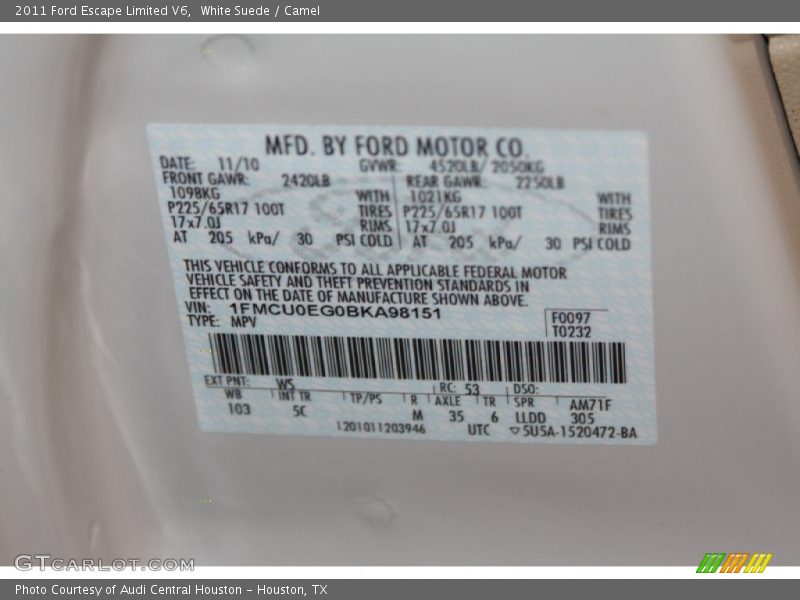 2011 Ford Escape Limited V6, White Suede / Camel
MFD. BY FORD MOTOR CO.
DATE: 11/10 GVWR: 4520LB/ 2050KG
FRONT GAWR: 2420LB REAR GAWR: 2250LB
1098KG WITH 1021KG WITH
P225/65R17 100T TIRES P225/65R17 100T TIRES
17x7.0J RIMS 17x7.0J RIMS
AT 205 kPa/ 30 PSI COLD AT 205 kPa/ 30 PSI COLD
THIS VEHICLE CONFORMS TO ALL APPLICABLE FEDERAL MOTOR
VEHICLE SAFETY AND THEFT PREVENTION STANDARDS IN
EFFECT ON THE DATE OF MANUFACTURE SHOWN ABOVE.
VIN: 1FMCU0EG0BKA98151 F0097
TYPE: MPV T0232
EXT PNT: WS RC: 53 DSO:
WB INT TR TP/PS R AXLE TR SPR AM71F
103 5C M 35 6 LLDD 305
1201011203946 UTC ▽5U5A-1520472-BA
GTCARLOT.COM
Photo Courtesy of Audi Central Houston - Houston, TX